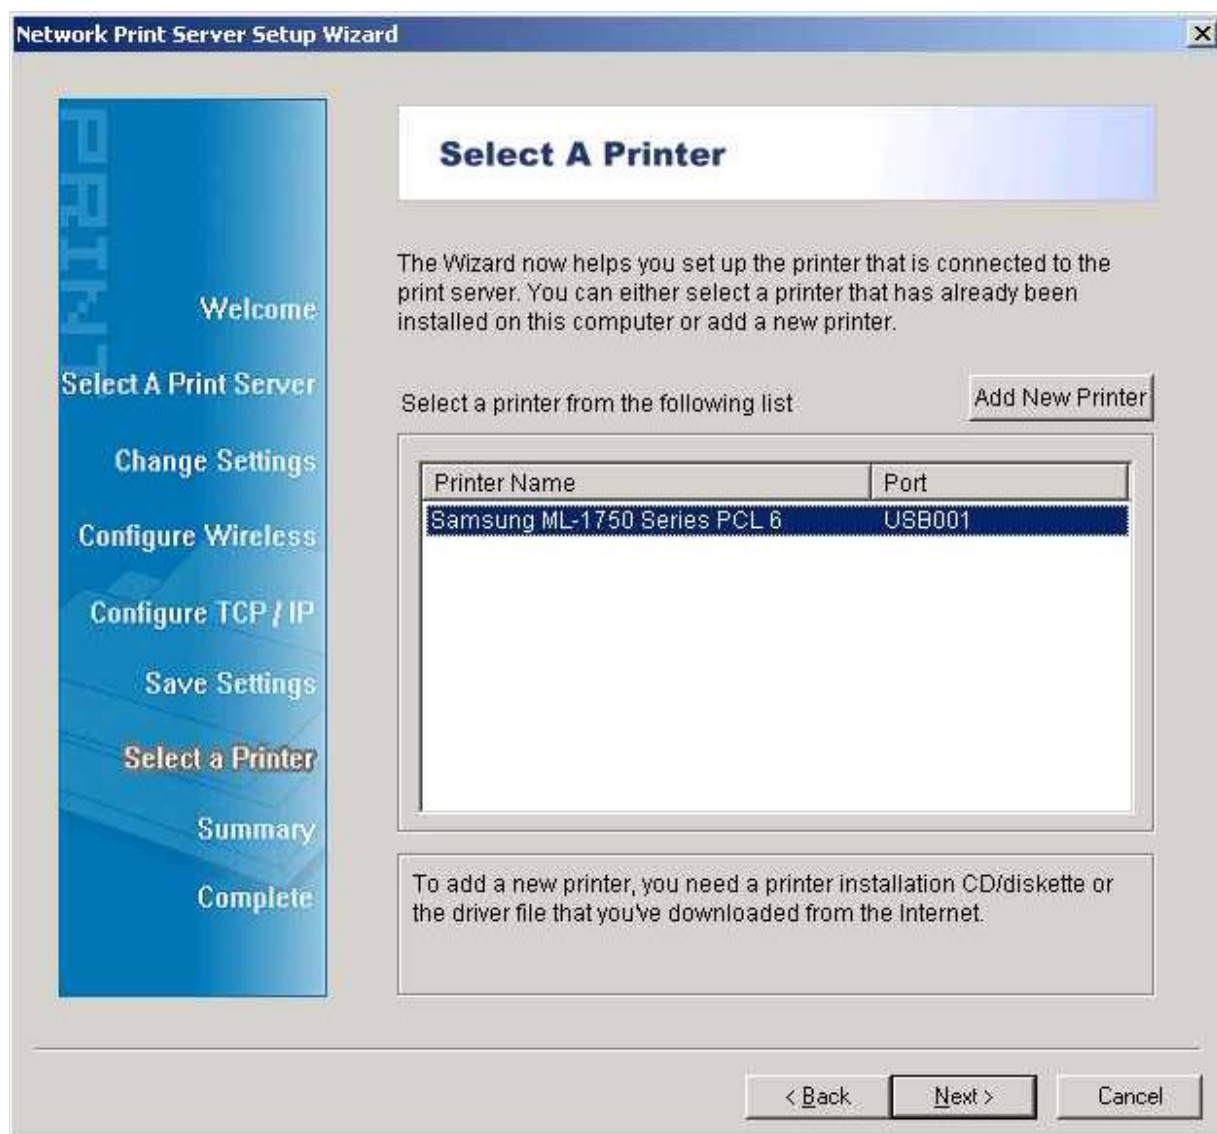 Network Print Server Setup Wizard
PRINT
Welcome
Select A Print Server
Change Settings
Configure Wireless
Configure TCP / IP
Save Settings
Select a Printer
Summary
Complete
Select A Printer
The Wizard now helps you set up the printer that is connected to the
print server. You can either select a printer that has already been
installed on this computer or add a new printer.
Select a printer from the following list
Add New Printer
Printer Name Port
Samsung ML-1750 Series PCL 6 USB001
To add a new printer, you need a printer installation CD/diskette or
the driver file that you've downloaded from the Internet.
< Back Next > Cancel